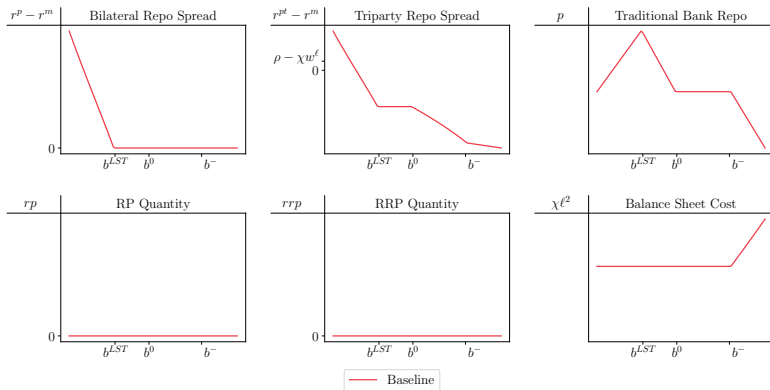 r^p − r^m Bilateral Repo Spread
0
b^{LST} b^0 b^−
r^{pt} − r^m Triparty Repo Spread
ρ − χw^ℓ
0
b^{LST} b^0 b^−
p Traditional Bank Repo
b^{LST} b^0 b^−
rp RP Quantity
0
b^{LST} b^0 b^−
rrp RRP Quantity
0
b^{LST} b^0 b^−
χℓ^2 Balance Sheet Cost
b^{LST} b^0 b^−
Baseline